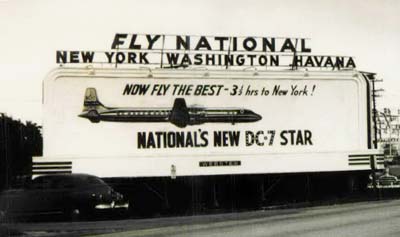 FLY NATIONAL
NEW YORK WASHINGTON HAVANA
NOW FLY THE BEST - 3½ hrs to New York!
NATIONAL'S NEW DC-7 STAR
WEBSTER